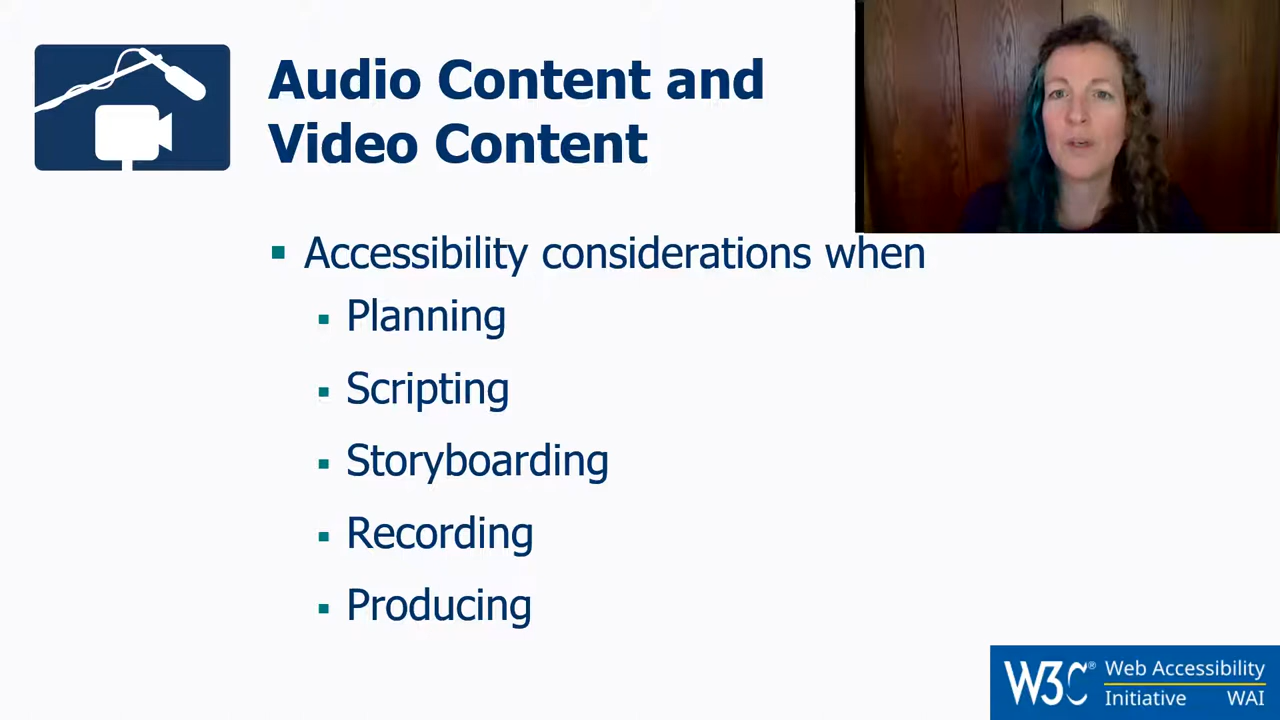 Audio Content and
Video Content
▪ Accessibility considerations when
▪ Planning
▪ Scripting
▪ Storyboarding
▪ Recording
▪ Producing
W3C® Web Accessibility
Initiative WAI